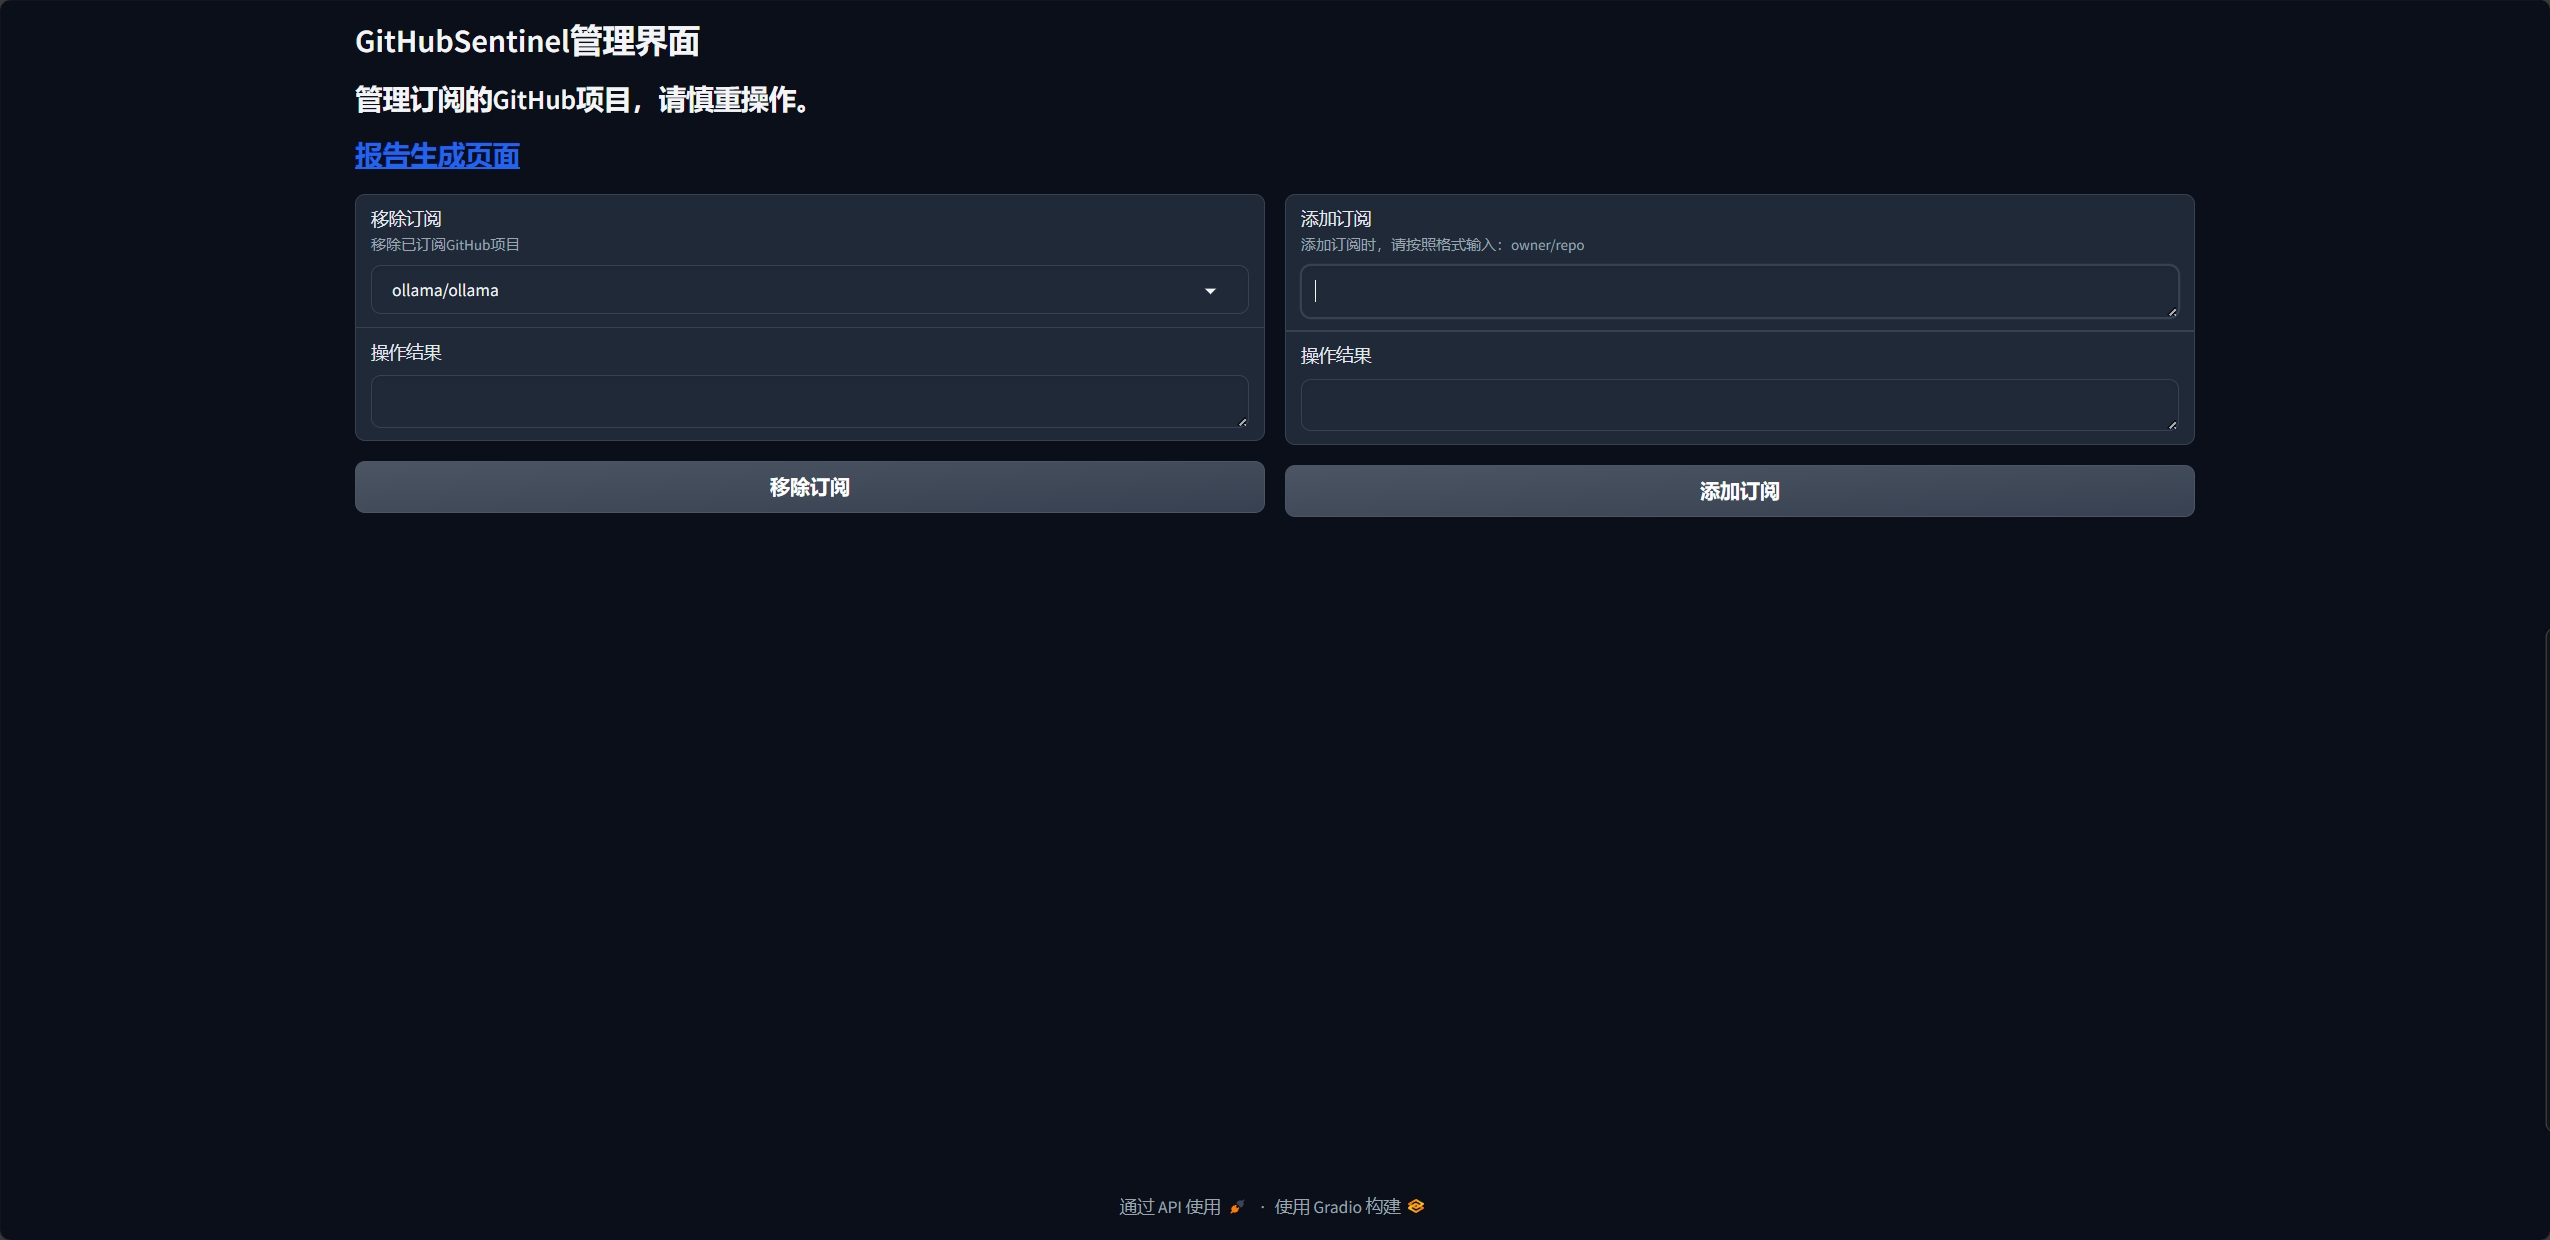 GitHubSentinel管理界面
管理订阅的GitHub项目，请慎重操作。
报告生成页面
移除订阅
移除已订阅GitHub项目
ollama/ollama
操作结果
移除订阅
添加订阅
添加订阅时，请按照格式输入：owner/repo
操作结果
添加订阅
通过 API 使用 · 使用 Gradio 构建